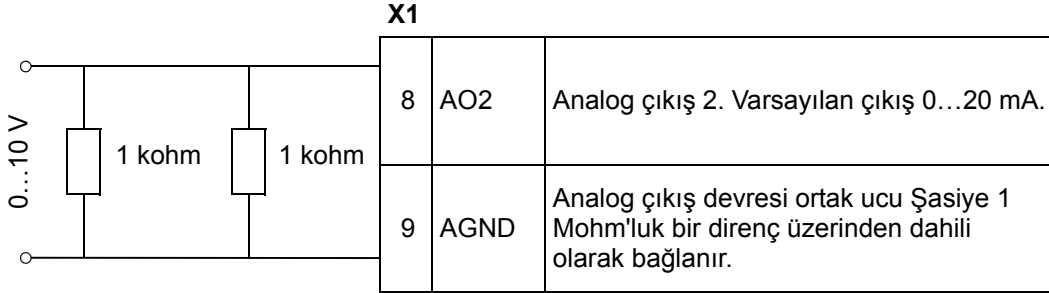 X1
8 AO2 Analog çıkış 2. Varsayılan çıkış 0…20 mA.
0…10 V
1 kohm 1 kohm
9 AGND Analog çıkış devresi ortak ucu Şasiye 1
Mohm'luk bir direnç üzerinden dahili
olarak bağlanır.